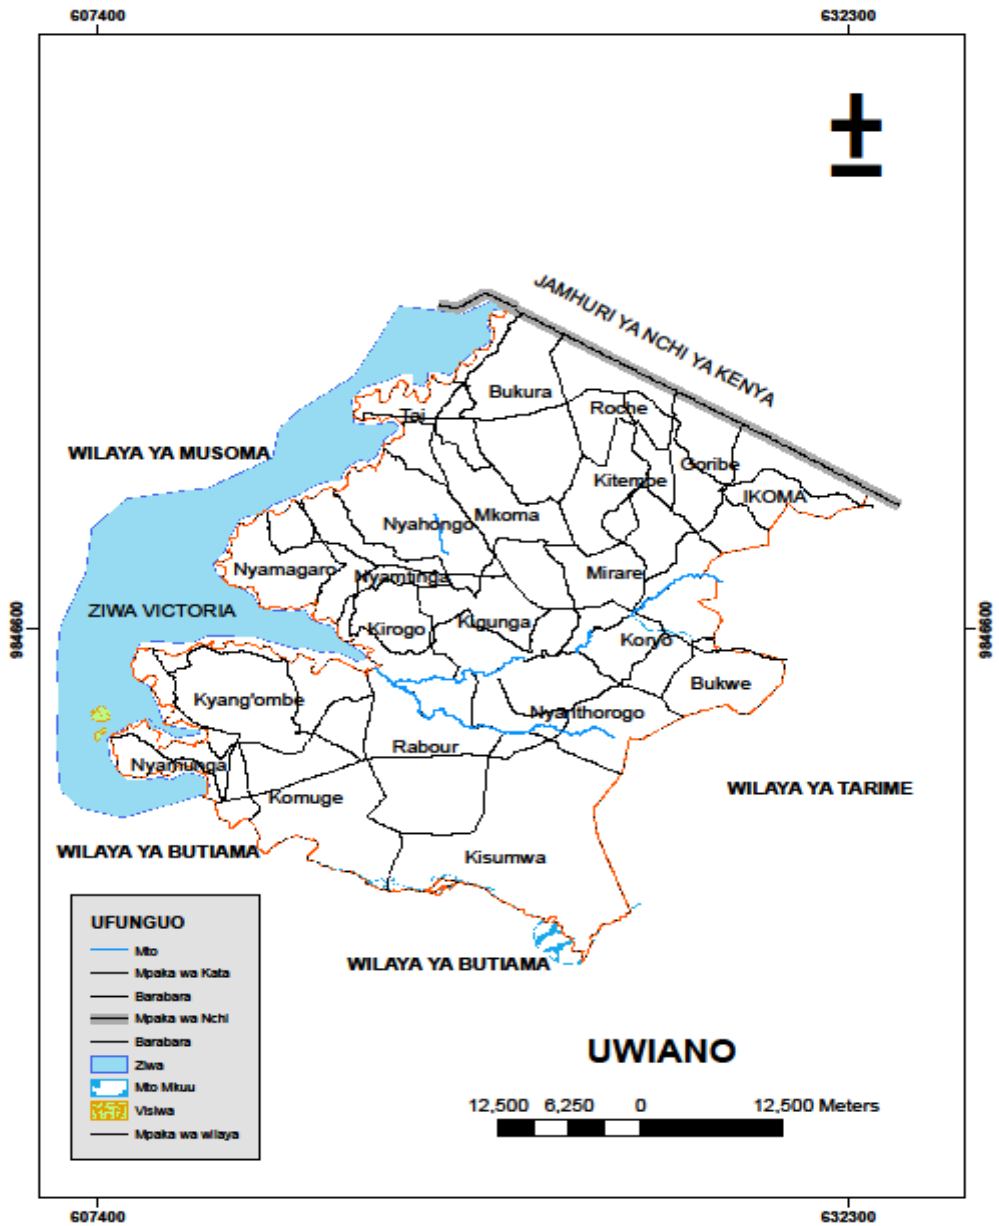 607400
632300
JAMHURI YA NCHI YA KENYA
Bukura
Roche
Tai
WILAYA YA MUSOMA
Goribe
Kitembe
IKOMA
Mkoma
Nyahongo
Nyamagaro
Nyamtinga
Mirare
ZIWA VICTORIA
9846600
9846600
Kirogo
Kigunga
Koryo
Bukwe
Kyang'ombe
Nyanthorogo
Rabour
Nyamunga
WILAYA YA TARIME
Komuge
WILAYA YA BUTIAMA
Kisumwa
UFUNGUO
Mto
Mpaka wa Kata
Barabara
Mpaka wa Nchi
Barabara
Ziwa
Mto Mkuu
Visiwa
Mpaka wa wilaya
WILAYA YA BUTIAMA
UWIANO
12,500 6,250 0 12,500 Meters
607400
632300